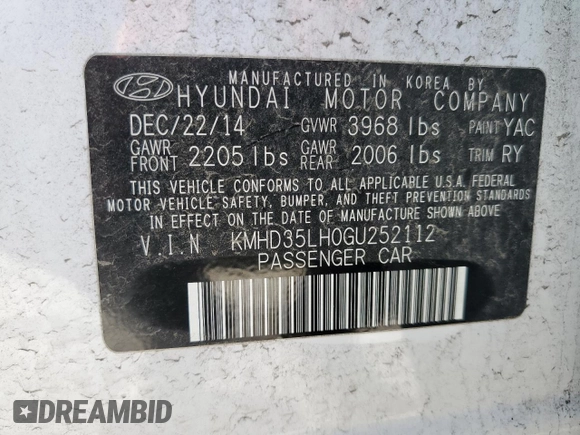 MANUFACTURED IN KOREA BY
HYUNDAI MOTOR COMPANY
DEC/22/14 GVWR 3968 lbs PAINT YAC
GAWR FRONT 2205 lbs GAWR REAR 2006 lbs TRIM RY
THIS VEHICLE CONFORMS TO ALL APPLICABLE U.S.A. FEDERAL
MOTOR VEHICLE SAFETY, BUMPER, AND THEFT PREVENTION STANDARDS
IN EFFECT ON THE DATE OF MANUFACTURE SHOWN ABOVE
V.I.N KMHD35LH0GU252112
PASSENGER CAR
DREAMBID